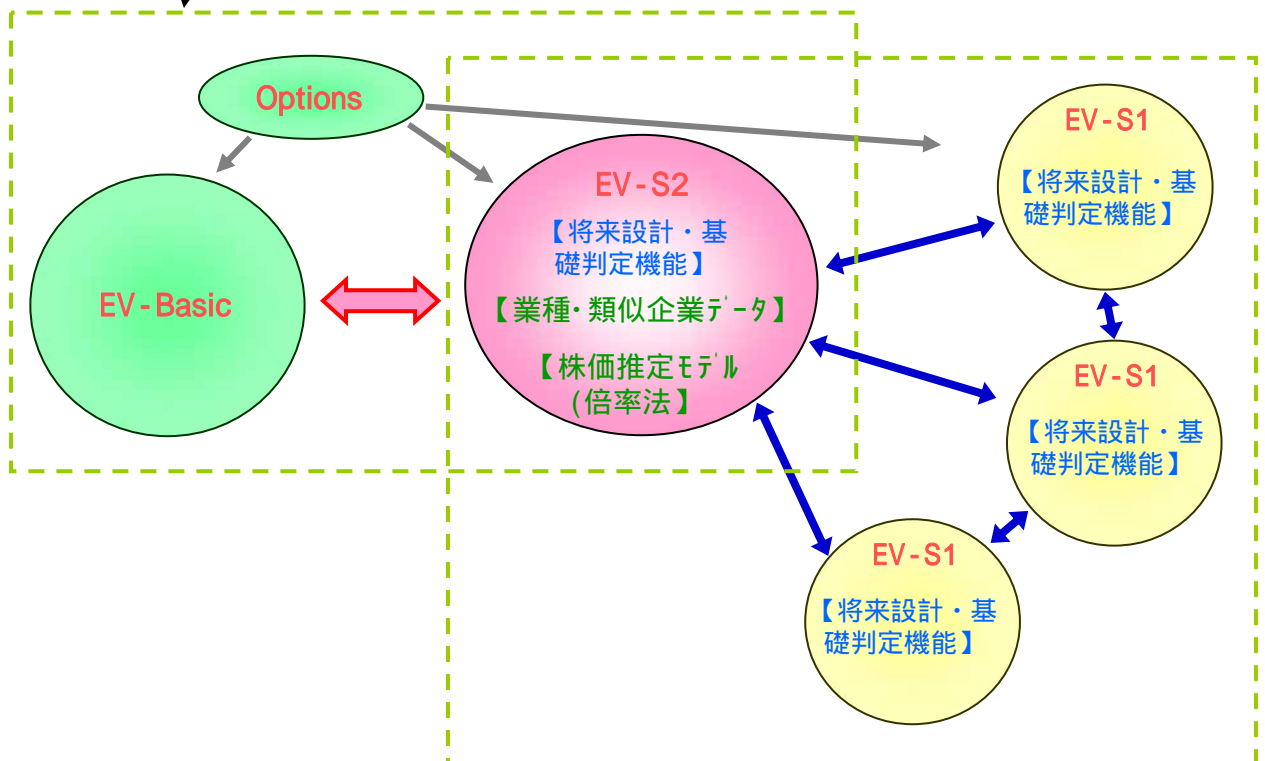 Options
EV-Basic
EV-S2
【将来設計・基
礎判定機能】
【業種・類似企業ﾃﾞｰﾀ】
【株価推定ﾓﾃﾞﾙ
(倍率法】
EV-S1
【将来設計・基
礎判定機能】
EV-S1
【将来設計・基
礎判定機能】
EV-S1
【将来設計・基
礎判定機能】